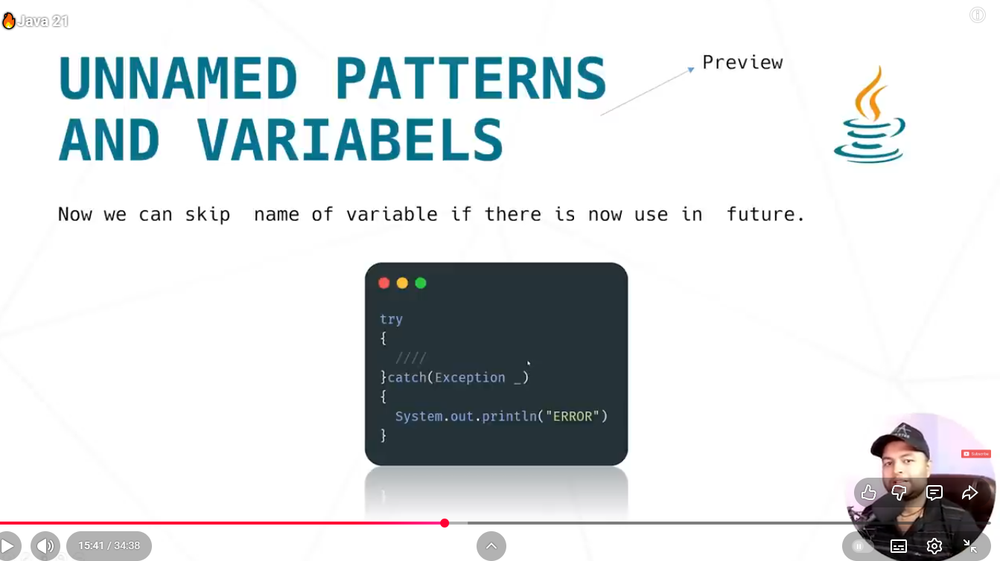 Java 21
UNNAMED PATTERNS
AND VARIABELS
Preview
Now we can skip name of variable if there is now use in future.
try
{
////
}catch(Exception _)
{
System.out.println("ERROR")
}
Subscribe
15:41 / 34:38